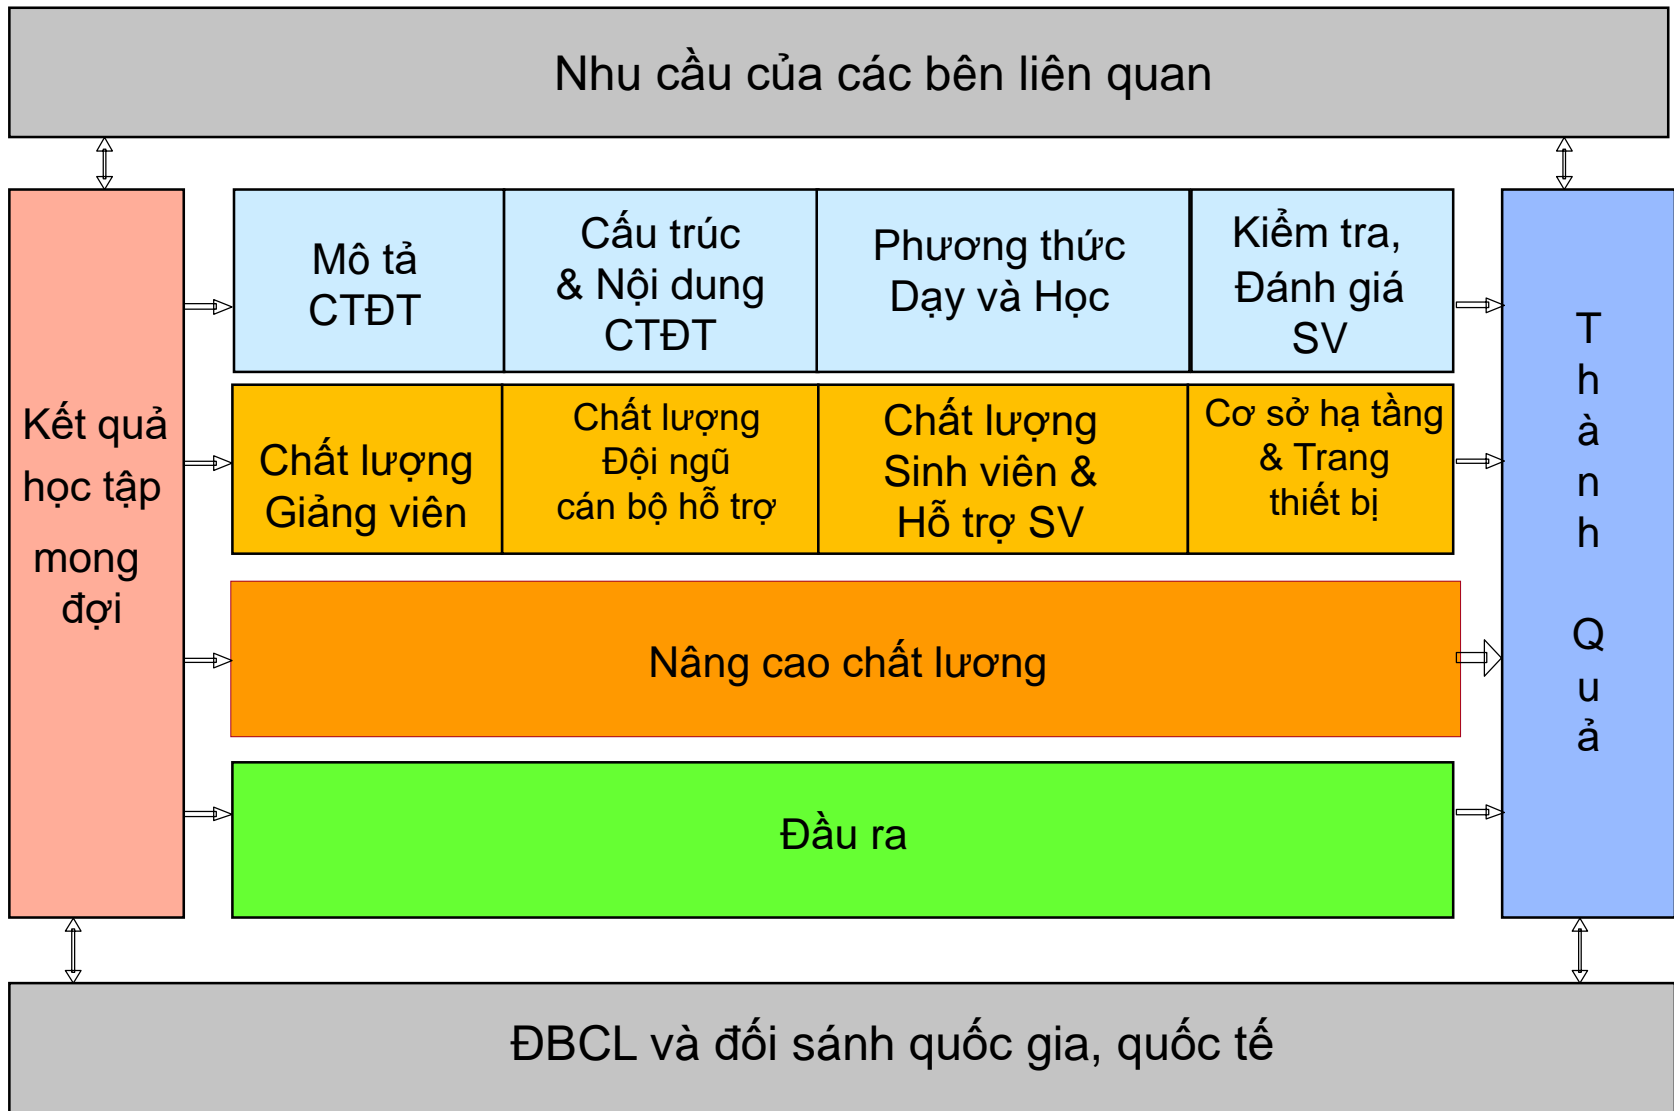 Nhu cầu của các bên liên quan
Kết quả
học tập
mong
đợi
Mô tả
CTĐT
Cấu trúc
& Nội dung
CTĐT
Phương thức
Dạy và Học
Kiểm tra,
Đánh giá
SV
Chất lượng
Giảng viên
Chất lượng
Đội ngũ
cán bộ hỗ trợ
Chất lượng
Sinh viên &
Hỗ trợ SV
Cơ sở hạ tầng
& Trang
thiết bị
Nâng cao chất lương
Đầu ra
T
h
à
n
h
Q
u
ả
ĐBCL và đối sánh quốc gia, quốc tế